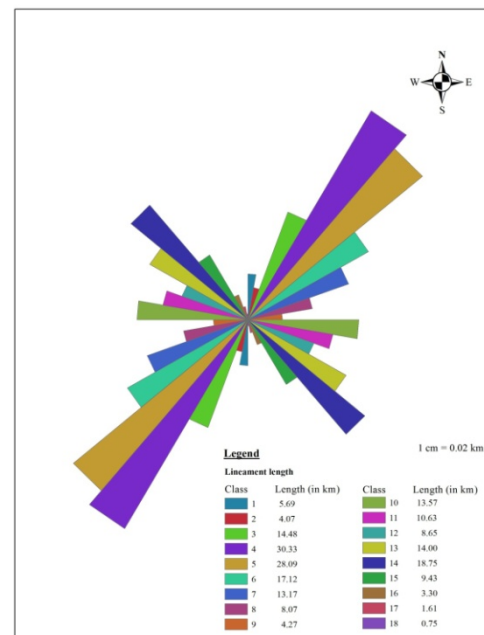 N
W E
S
1 cm = 0.02 km
Legend
Lineament length
Class Length (in km) Class Length (in km)
1 5.69 10 13.57
2 4.07 11 10.63
3 14.48 12 8.65
4 30.33 13 14.00
5 28.09 14 18.75
6 17.12 15 9.43
7 13.17 16 3.30
8 8.07 17 1.61
9 4.27 18 0.75